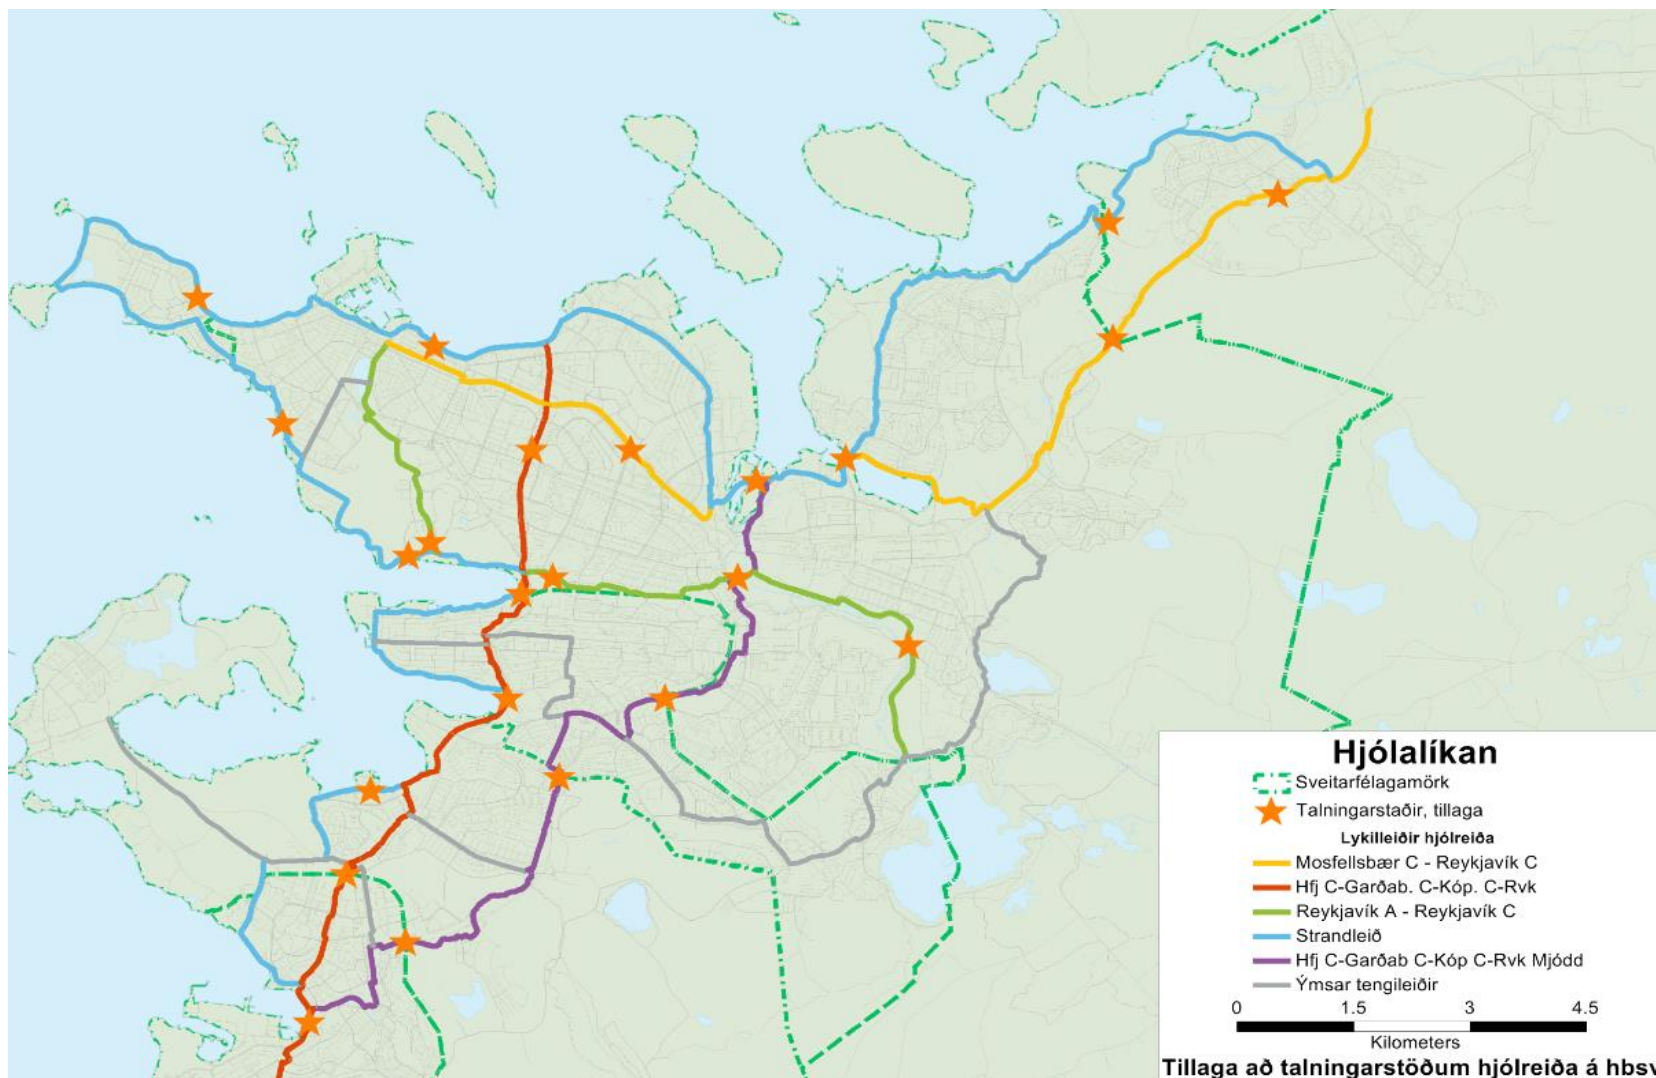 Hjólalíkan
Sveitarfélagamörk
Talningarstaðir, tillaga
Lykilleiðir hjólreiða
Mosfellsbær C - Reykjavík C
Hfj C-Garðab. C-Kóp. C-Rvk
Reykjavík A - Reykjavík C
Strandleið
Hfj C-Garðab C-Kóp C-Rvk Mjódd
Ýmsar tengileiðir
0 1.5 3 4.5
Kilometers
Tillaga að talningarstöðum hjólreiða á hbsv